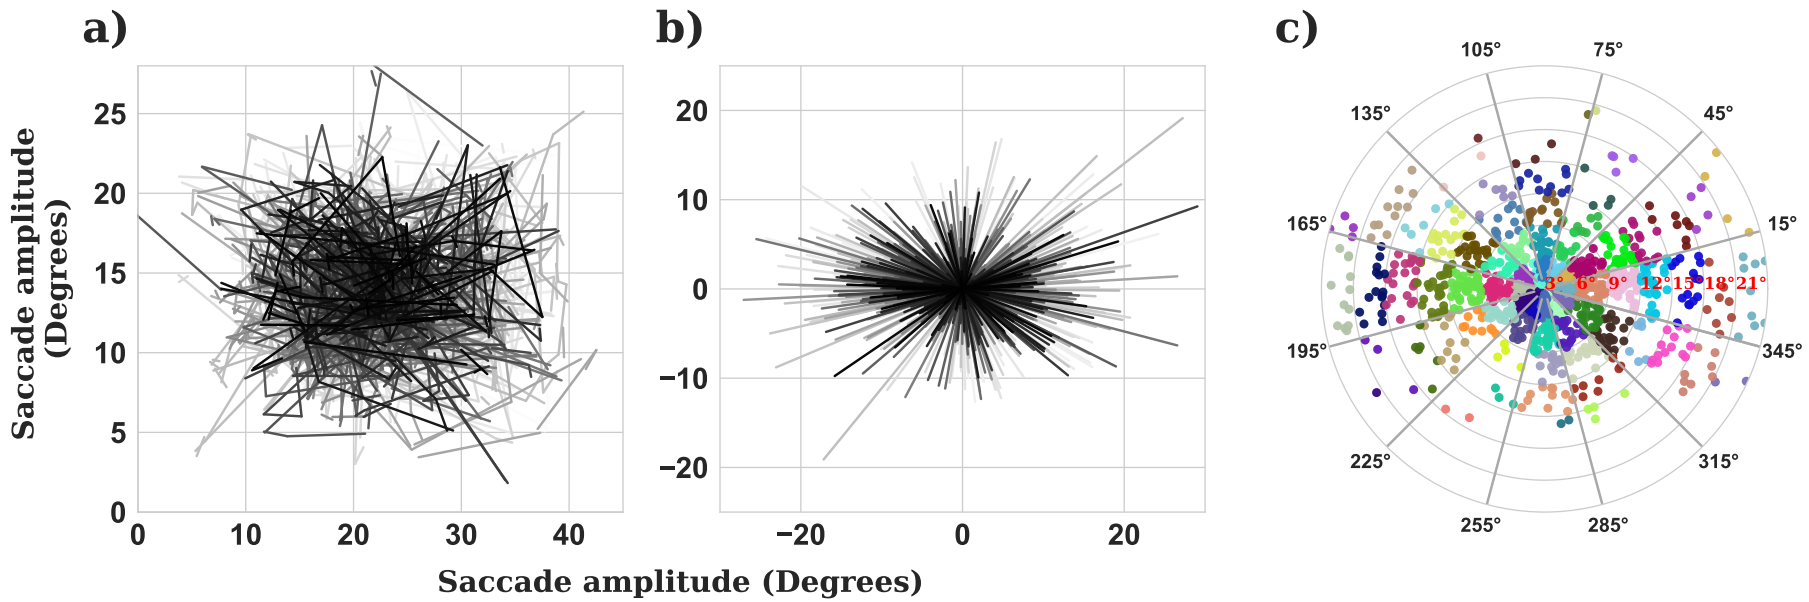 a)
b)
c)
Saccade amplitude
(Degrees)
25
20
15
10
5
0
0 10 20 30 40
20
10
0
−10
−20
−20 0 20
Saccade amplitude (Degrees)
105° 75°
135° 45°
165° 15°
3° 6° 9° 12° 15° 18° 21°
195° 345°
225° 315°
255° 285°